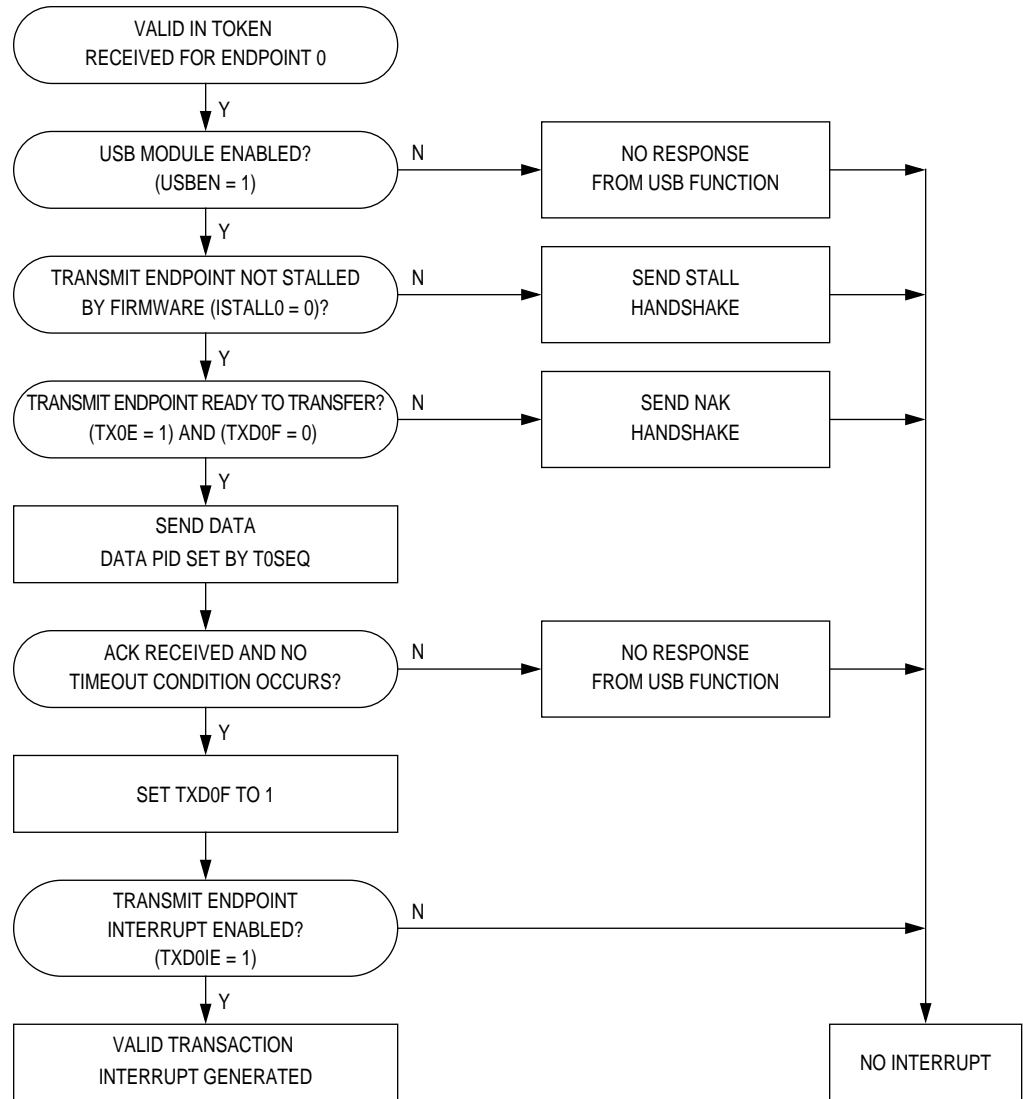 VALID IN TOKEN
RECEIVED FOR ENDPOINT 0
Y
USB MODULE ENABLED?
(USBEN = 1)
N
NO RESPONSE
FROM USB FUNCTION
Y
TRANSMIT ENDPOINT NOT STALLED
BY FIRMWARE (ISTALL0 = 0)?
N
SEND STALL
HANDSHAKE
Y
TRANSMIT ENDPOINT READY TO TRANSFER?
(TX0E = 1) AND (TXD0F = 0)
N
SEND NAK
HANDSHAKE
Y
SEND DATA
DATA PID SET BY T0SEQ
ACK RECEIVED AND NO
TIMEOUT CONDITION OCCURS?
N
NO RESPONSE
FROM USB FUNCTION
Y
SET TXD0F TO 1
TRANSMIT ENDPOINT
INTERRUPT ENABLED?
(TXD0IE = 1)
N
Y
VALID TRANSACTION
INTERRUPT GENERATED
NO INTERRUPT